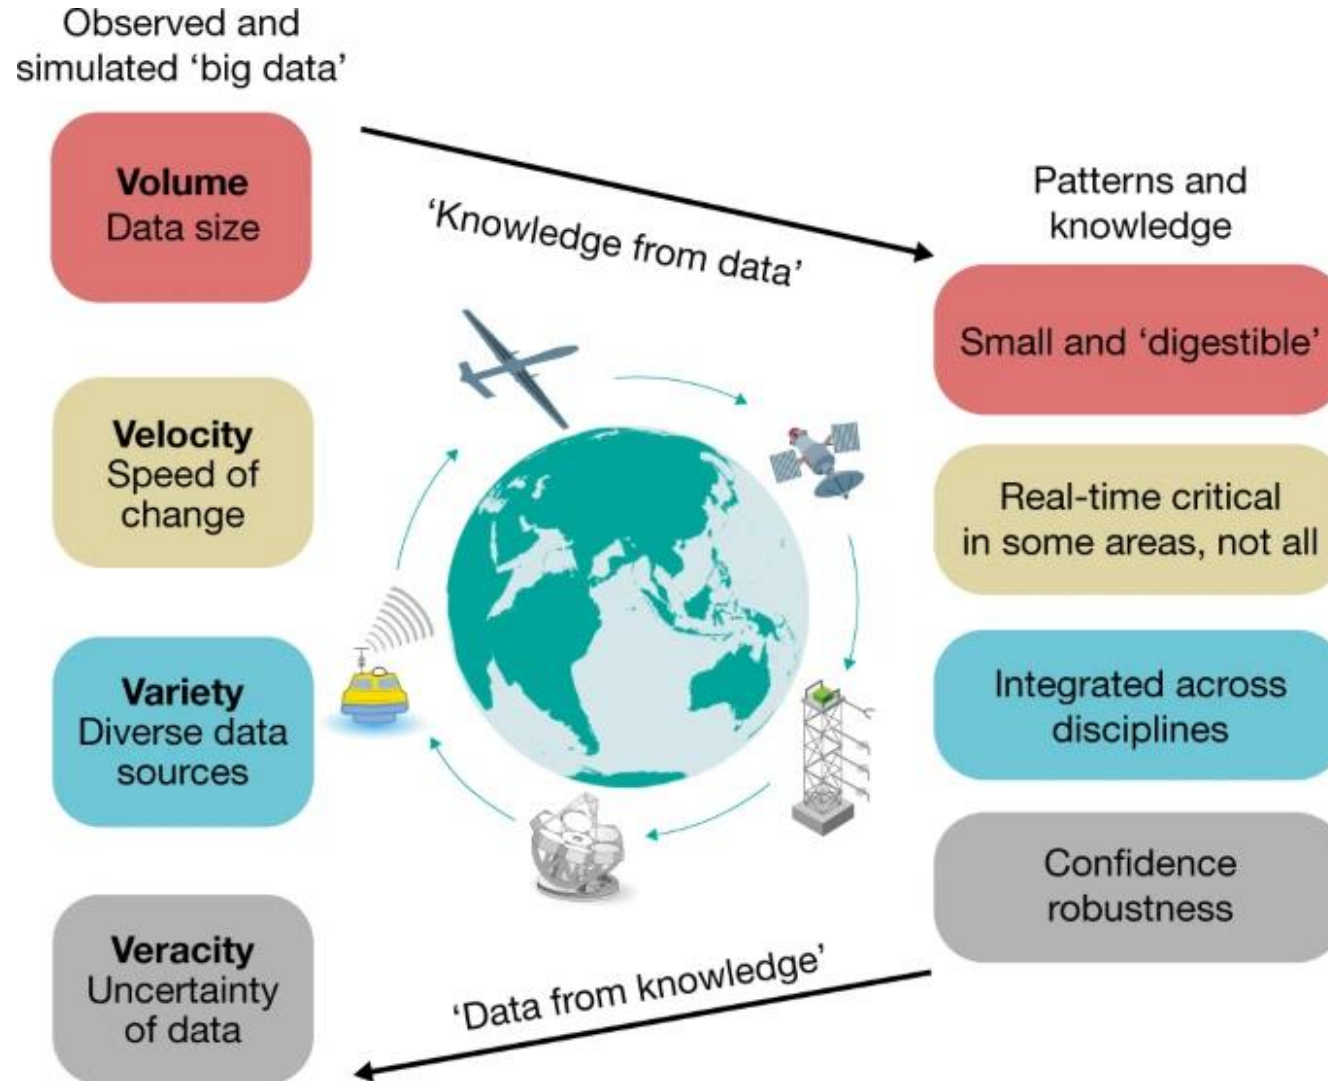 Observed and
simulated ‘big data’
Volume
Data size
Velocity
Speed of
change
Variety
Diverse data
sources
Veracity
Uncertainty
of data
‘Knowledge from data’
‘Data from knowledge’
Patterns and
knowledge
Small and ‘digestible’
Real-time critical
in some areas, not all
Integrated across
disciplines
Confidence
robustness